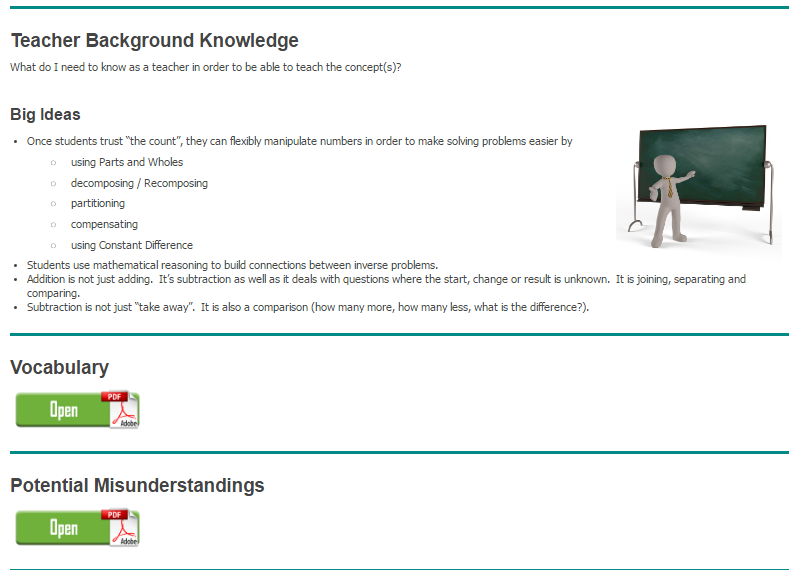 Teacher Background Knowledge
What do I need to know as a teacher in order to be able to teach the concept(s)?
Big Ideas
• Once students trust “the count”, they can flexibly manipulate numbers in order to make solving problems easier by
○ using Parts and Wholes
○ decomposing / Recomposing
○ partitioning
○ compensating
○ using Constant Difference
• Students use mathematical reasoning to build connections between inverse problems.
• Addition is not just adding.  It’s subtraction as well as it deals with questions where the start, change or result is unknown.  It is joining, separating and
comparing.
• Subtraction is not just “take away”.  It is also a comparison (how many more, how many less, what is the difference?).
Vocabulary
Open PDF Adobe
Potential Misunderstandings
Open PDF Adobe